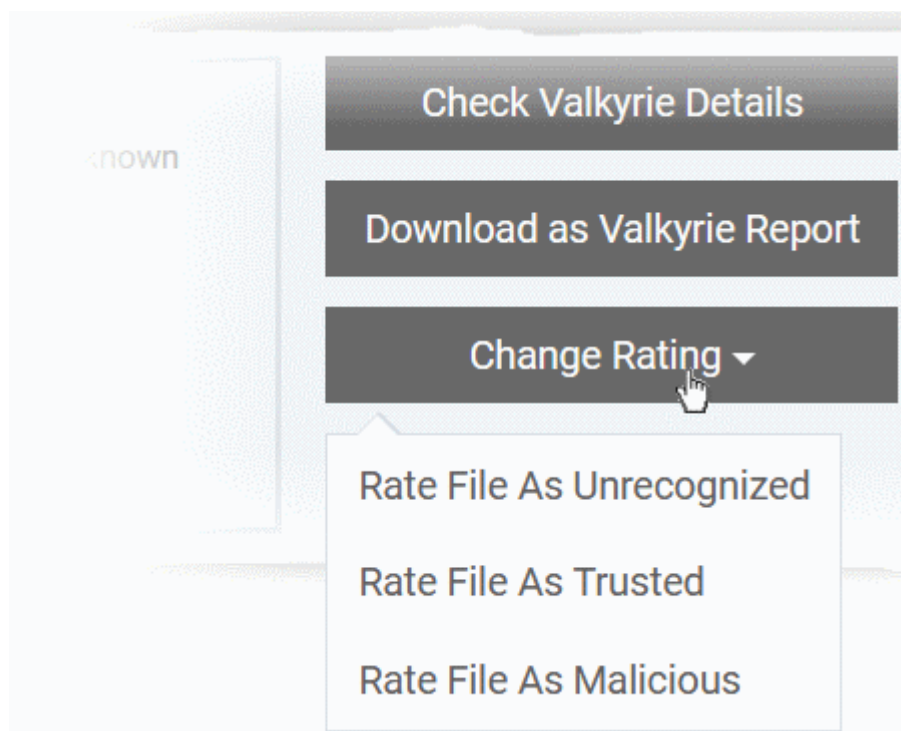 Check Valkyrie Details
nown
Download as Valkyrie Report
Change Rating
Rate File As Unrecognized
Rate File As Trusted
Rate File As Malicious